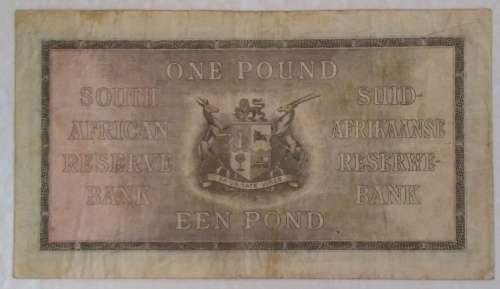 ONE POUND
SOUTH
AFRICAN
RESERVE
BANK
SUID-
AFRIKAANSE
RESERWE-
BANK
EEN POND